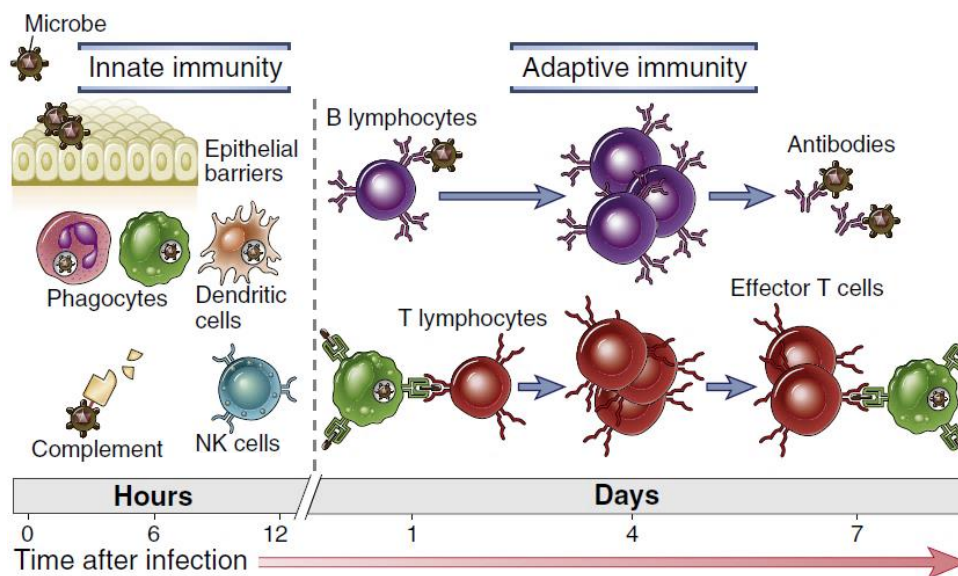 Microbe
Innate immunity
Adaptive immunity
Epithelial
barriers
B lymphocytes
Antibodies
Phagocytes
Dendritic
cells
T lymphocytes
Effector T cells
Complement
NK cells
Hours
Days
0 6 12 1 4 7
Time after infection